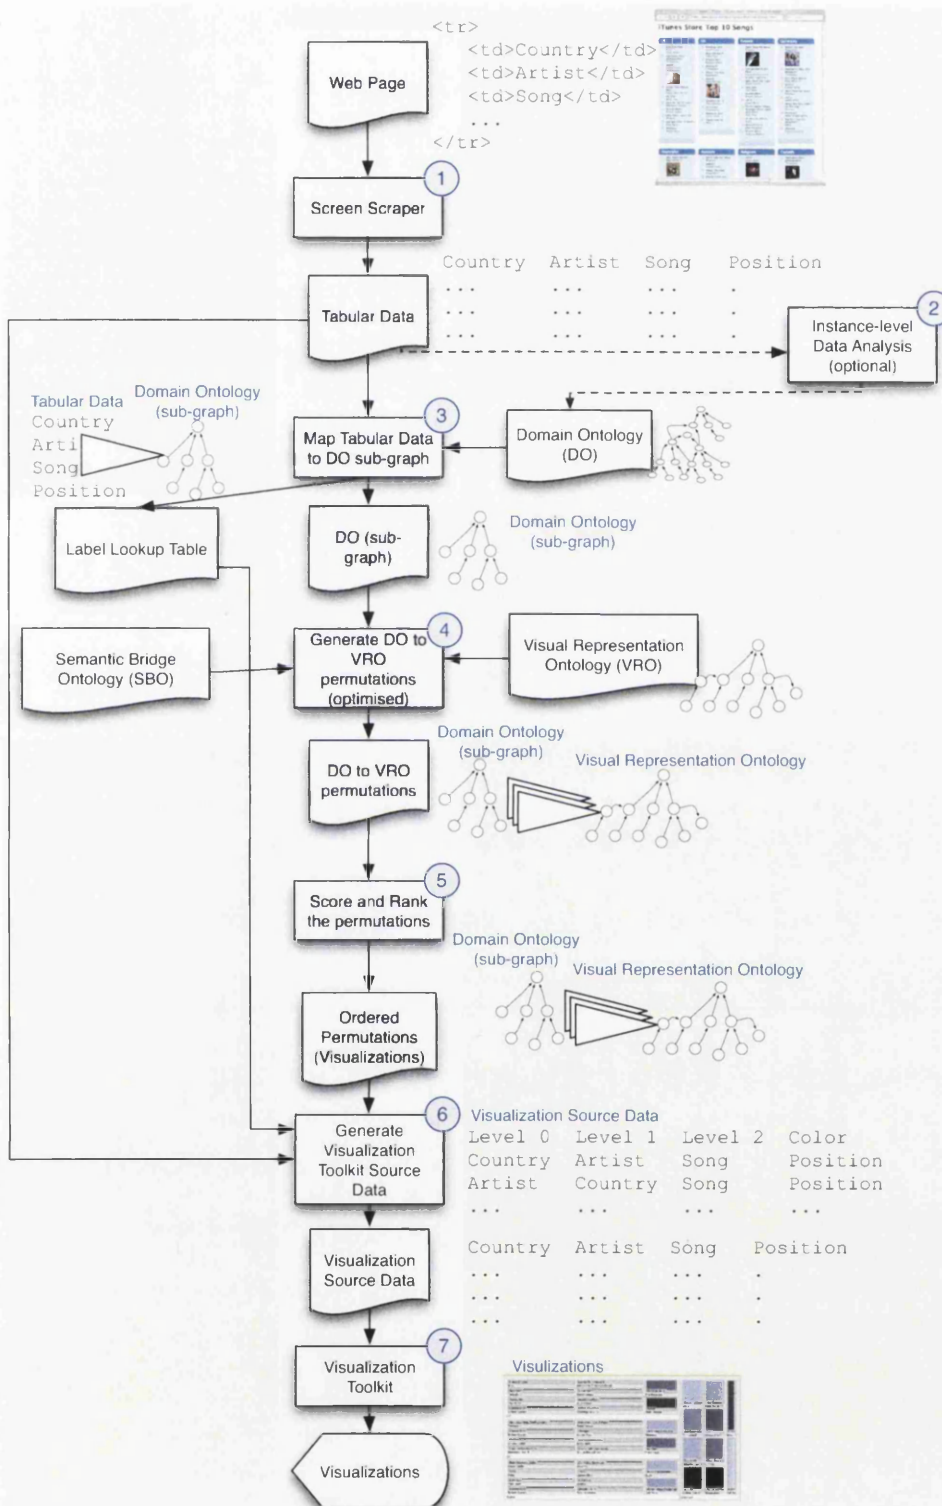 <tr>
<td>Country</td>
<td>Artist</td>
<td>Song</td>
...
</tr>
iTunes Store Top 10 Songs
Web Page
1
Screen Scraper
Country Artist Song Position
... ... ... .
... ... ... .
... ... ... .
Tabular Data
2
Instance-level
Data Analysis
(optional)
Tabular Data
Country
Arti
Song
Position
Domain Ontology
(sub-graph)
3
Map Tabular Data
to DO sub-graph
Domain Ontology
(DO)
Label Lookup Table
DO (sub-
graph)
Domain Ontology
(sub-graph)
Semantic Bridge
Ontology (SBO)
4
Generate DO to
VRO
permutations
(optimised)
Visual Representation
Ontology (VRO)
DO to VRO
permutations
Domain Ontology
(sub-graph)
Visual Representation Ontology
5
Score and Rank
the permutations
Domain Ontology
(sub-graph)
Visual Representation Ontology
Ordered
Permutations
(Visualizations)
6
Generate
Visualization
Toolkit Source
Data
Visualization Source Data
Level 0 Level 1 Level 2 Color
Country Artist Song Position
Artist Country Song Position
... ... ... ...
Country Artist Song Position
... ... ... .
... ... ... .
... ... ... .
Visualization
Source Data
7
Visualization
Toolkit
Visulizations
Visualizations